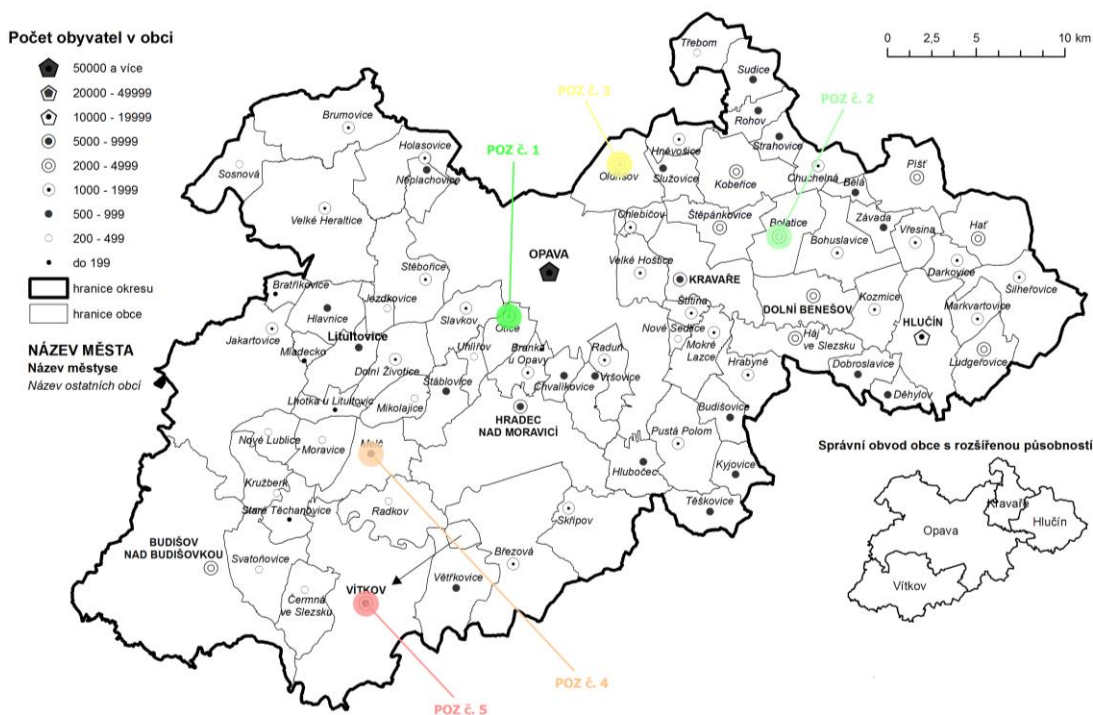 Počet obyvatel v obci
50000 a více
20000 - 49999
10000 - 19999
5000 - 9999
2000 - 4999
1000 - 1999
500 - 999
200 - 499
do 199
hranice okresu
hranice obce
NÁZEV MĚSTA
Název městyse
Název ostatních obcí
0 2,5 5 10 km
POZ č. 3
POZ č. 2
POZ č. 1
Třebom
Sudice
Rohov
Strahovice
Brumovice
Holasovice
Neplachovice
Sosnová
Velké Heraltice
Hněvošice
Oldřišov
Služovice
Kobeřice
Chuchelná
Bělá
Píšť
Chlebičov
Štěpánkovice
Bolatice
Závada
Vřesina
Hať
Bohuslavice
OPAVA
Velké Hoštice
KRAVAŘE
Darkovice
Šilheřovice
Stěbořice
Bratříkovice
Jezdkovice
Hlavnice
Slavkov
Otice
Štítina
Nové Sedlice
DOLNÍ BENEŠOV
Kozmice
Markvartovice
HLUČÍN
Jakartovice
Litultovice
Mladecko
Uhlířov
Branka
u Opavy
Raduň
Mokré
Lazce
Háj
ve Slezsku
Ludgeřovice
Dolní Životice
Stáblovice
Chvalíkovice
Vršovice
Hrabyně
Dobroslavice
Děhylov
Lhotka u Litultovic
Mikolajice
HRADEC
NAD MORAVICÍ
Budišovice
Nové Lublice
Moravice
Melč
Pustá Polom
Hlubočec
Kyjovice
Těškovice
Kružberk
Staré Těchanovice
Radkov
Skřipov
BUDIŠOV
NAD BUDIŠOVKOU
Svatoňovice
Březová
VÍTKOV
Větřkovice
Čermná
ve Slezsku
POZ č. 4
POZ č. 5
Správní obvod obce s rozšířenou působností
Kravaře
Opava
Hlučín
Vítkov